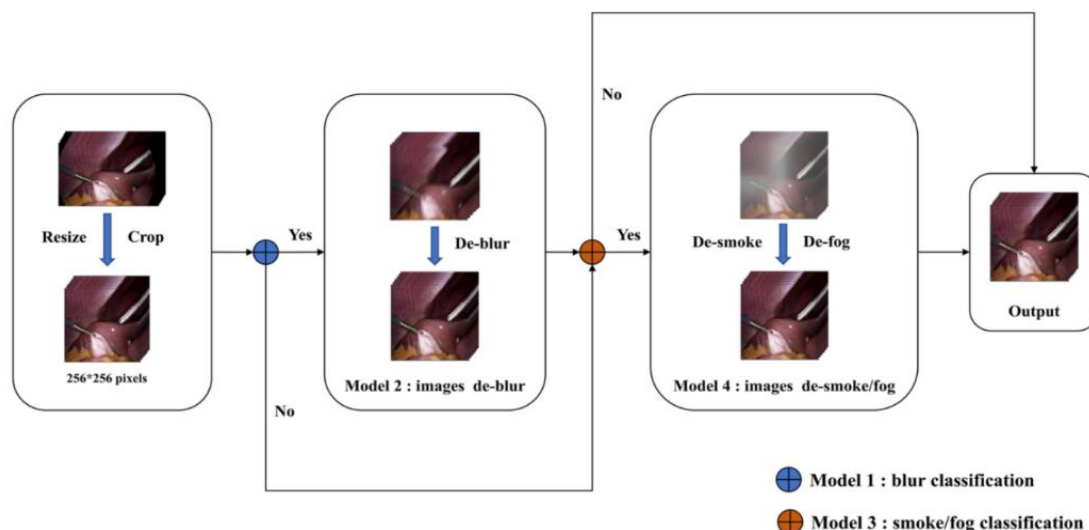 No
Resize Crop
256*256 pixels
Yes
De-blur
Model 2 : images de-blur
No
Yes
De-smoke De-fog
Model 4 : images de-smoke/fog
No
Output
Model 1 : blur classification
Model 3 : smoke/fog classification